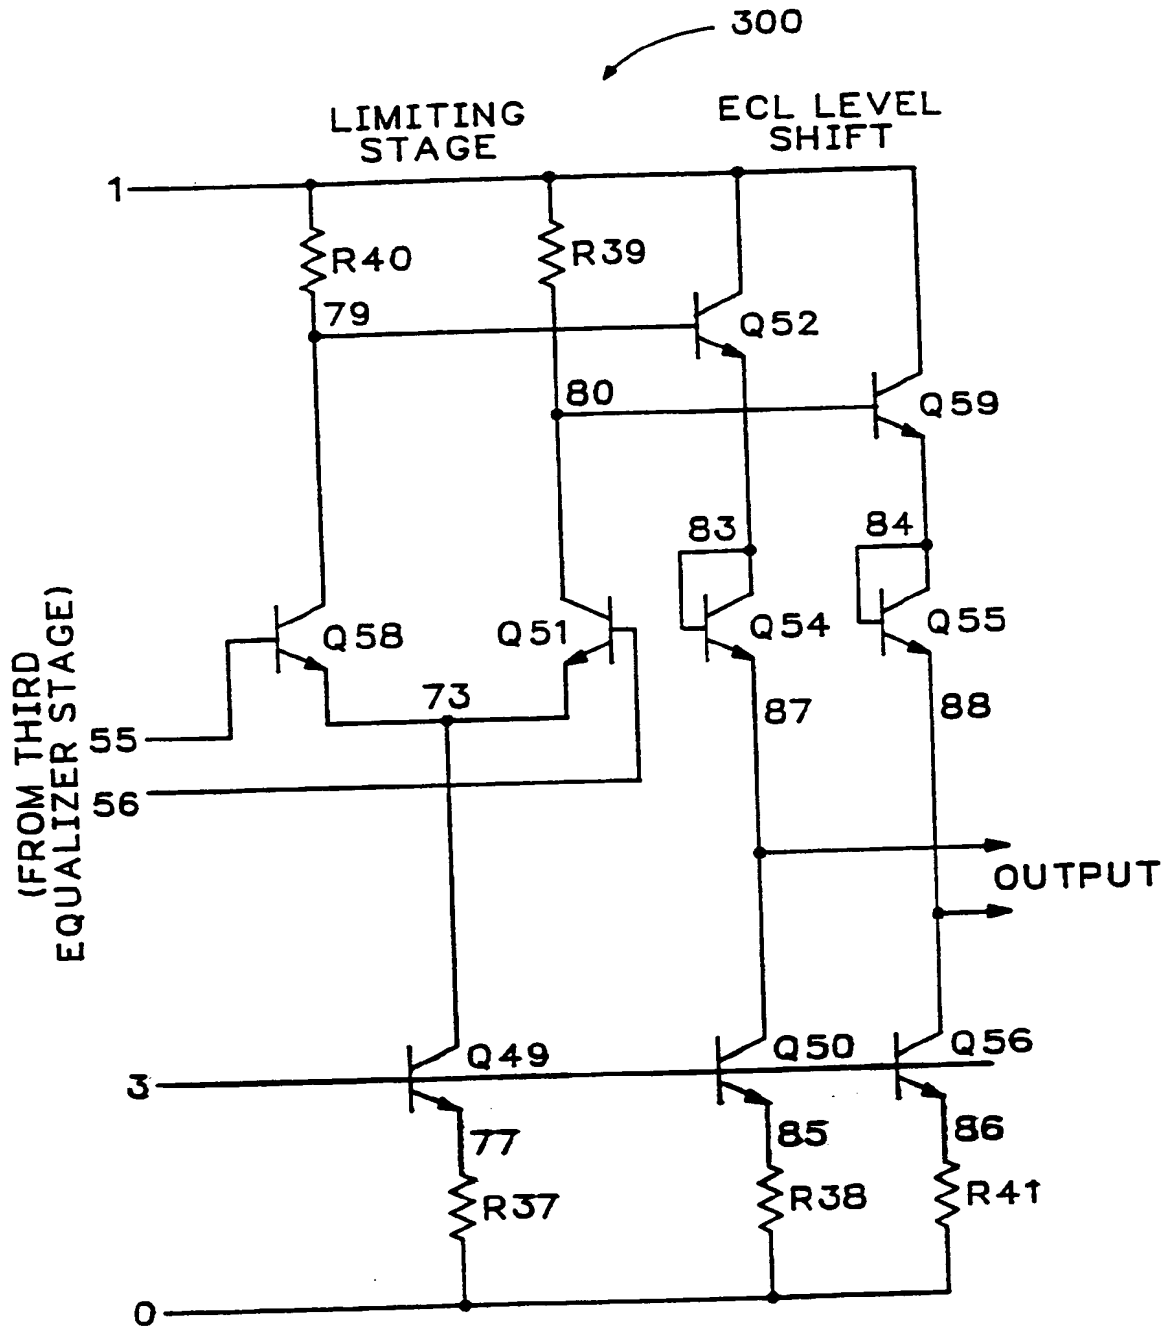 300
LIMITING
STAGE
ECL LEVEL
SHIFT
1
R40
R39
79
Q52
80
Q59
83
84
Q58
Q51
Q54
Q55
73
87
88
(FROM THIRD
EQUALIZER STAGE)
55
56
OUTPUT
Q49
Q50
Q56
3
77
85
86
R37
R38
R41
0